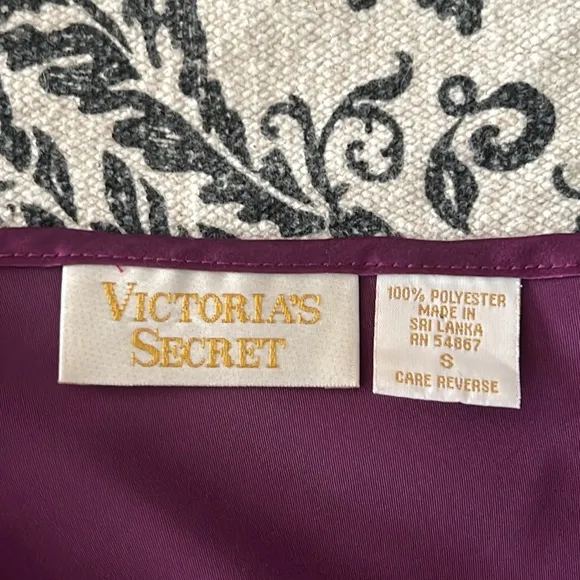 VICTORIA'S
SECRET
100% POLYESTER
MADE IN
SRI LANKA
RN 54867
S
CARE REVERSE